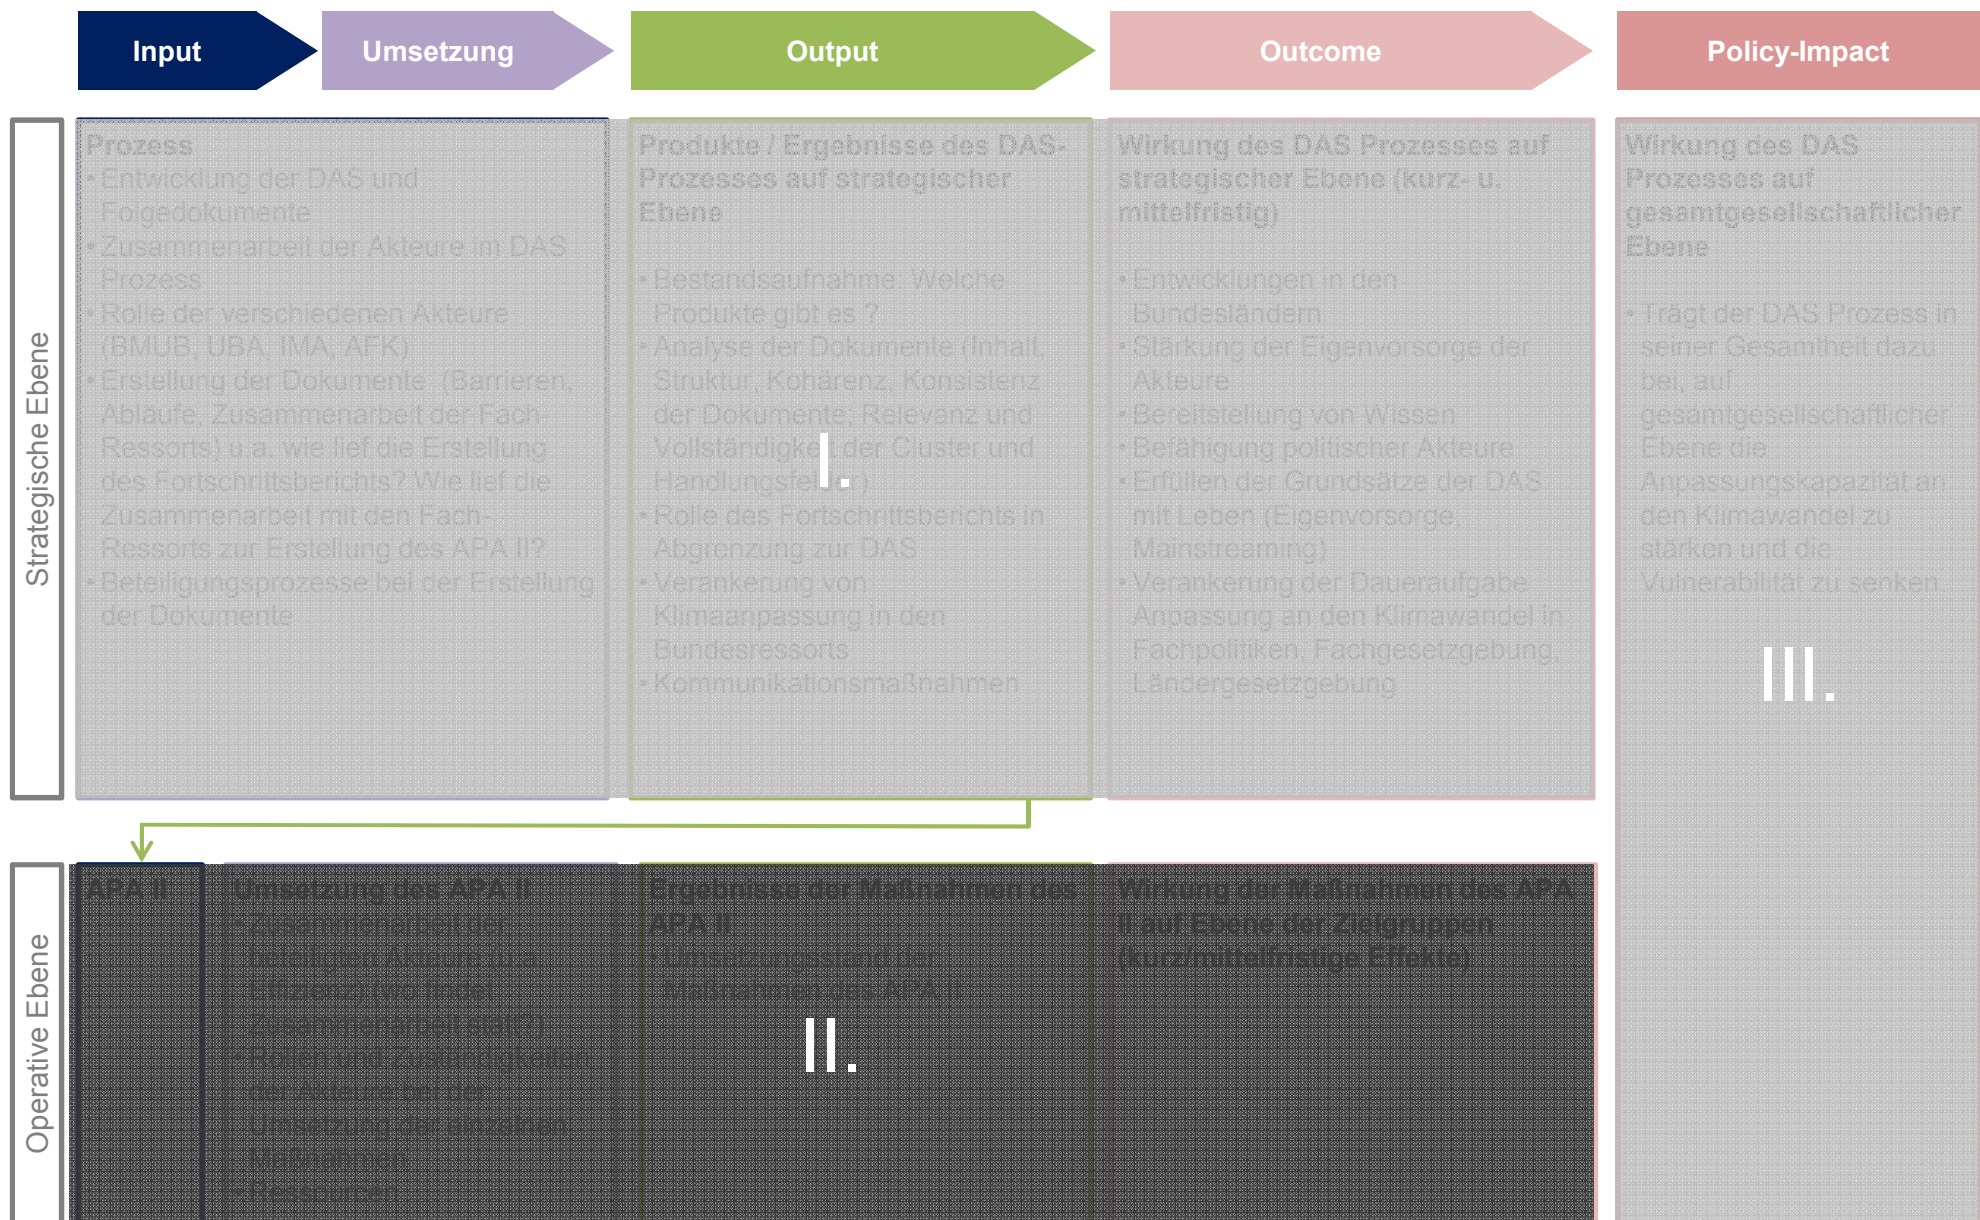 Input
Umsetzung
Output
Outcome
Policy-Impact
Strategische Ebene
Prozess
• Entwicklung der DAS und
Folgedokumente
• Zusammenarbeit der Akteure im DAS
Prozess
• Rolle der verschiedenen Akteure
(BMUB, UBA, IMA, AFK)
• Erstellung der Dokumente (Barrieren,
Abläufe, Zusammenarbeit der Fach-
Ressorts) u.a. wie lief die Erstellung
des Fortschrittsberichts? Wie lief die
Zusammenarbeit mit den Fach-
Ressorts zur Erstellung des APA II?
• Beteiligungsprozesse bei der Erstellung
der Dokumente
Produkte / Ergebnisse des DAS-
Prozesses auf strategischer
Ebene
• Bestandsaufnahme: Welche
Produkte gibt es ?
• Analyse der Dokumente (Inhalt,
Struktur, Kohärenz, Konsistenz
der Dokumente; Relevanz und
Vollständigkeit der Cluster und
Handlungsfelder)
• Rolle des Fortschrittsberichts in
Abgrenzung zur DAS
• Verankerung von
Klimaanpassung in den
Bundesressorts
• Kommunikationsmaßnahmen
I.
Wirkung des DAS Prozesses auf
strategischer Ebene (kurz- u.
mittelfristig)
• Entwicklungen in den
Bundesländern
• Stärkung der Eigenvorsorge der
Akteure
• Bereitstellung von Wissen
• Befähigung politischer Akteure
• Erfüllen der Grundsätze der DAS
mit Leben (Eigenvorsorge,
Mainstreaming)
• Verankerung der Daueraufgabe
Anpassung an den Klimawandel in
Fachpolitiken, Fachgesetzgebung,
Ländergesetzgebung
Wirkung des DAS
Prozesses auf
gesamtgesellschaftlicher
Ebene
• Trägt der DAS Prozess in
seiner Gesamtheit dazu
bei, auf
gesamtgesellschaftlicher
Ebene die
Anpassungskapazität an
den Klimawandel zu
stärken und die
Vulnerabilität zu senken.
III.
Operative Ebene
APA II
Umsetzung des APA II
• Zusammenarbeit der
beteiligten Akteure (u.a.
Effizienz) (wo findet
Zusammenarbeit statt?)
• Rollen und Zuständigkeiten
der Akteure bei der
Umsetzung der einzelnen
Maßnahmen
• Ressourcen
Ergebnisse der Maßnahmen des
APA II
• Umsetzungsstand der
Maßnahmen des APA II
II.
Wirkung der Maßnahmen des APA
II auf Ebene der Zielgruppen
(kurz/mittelfristige Effekte)